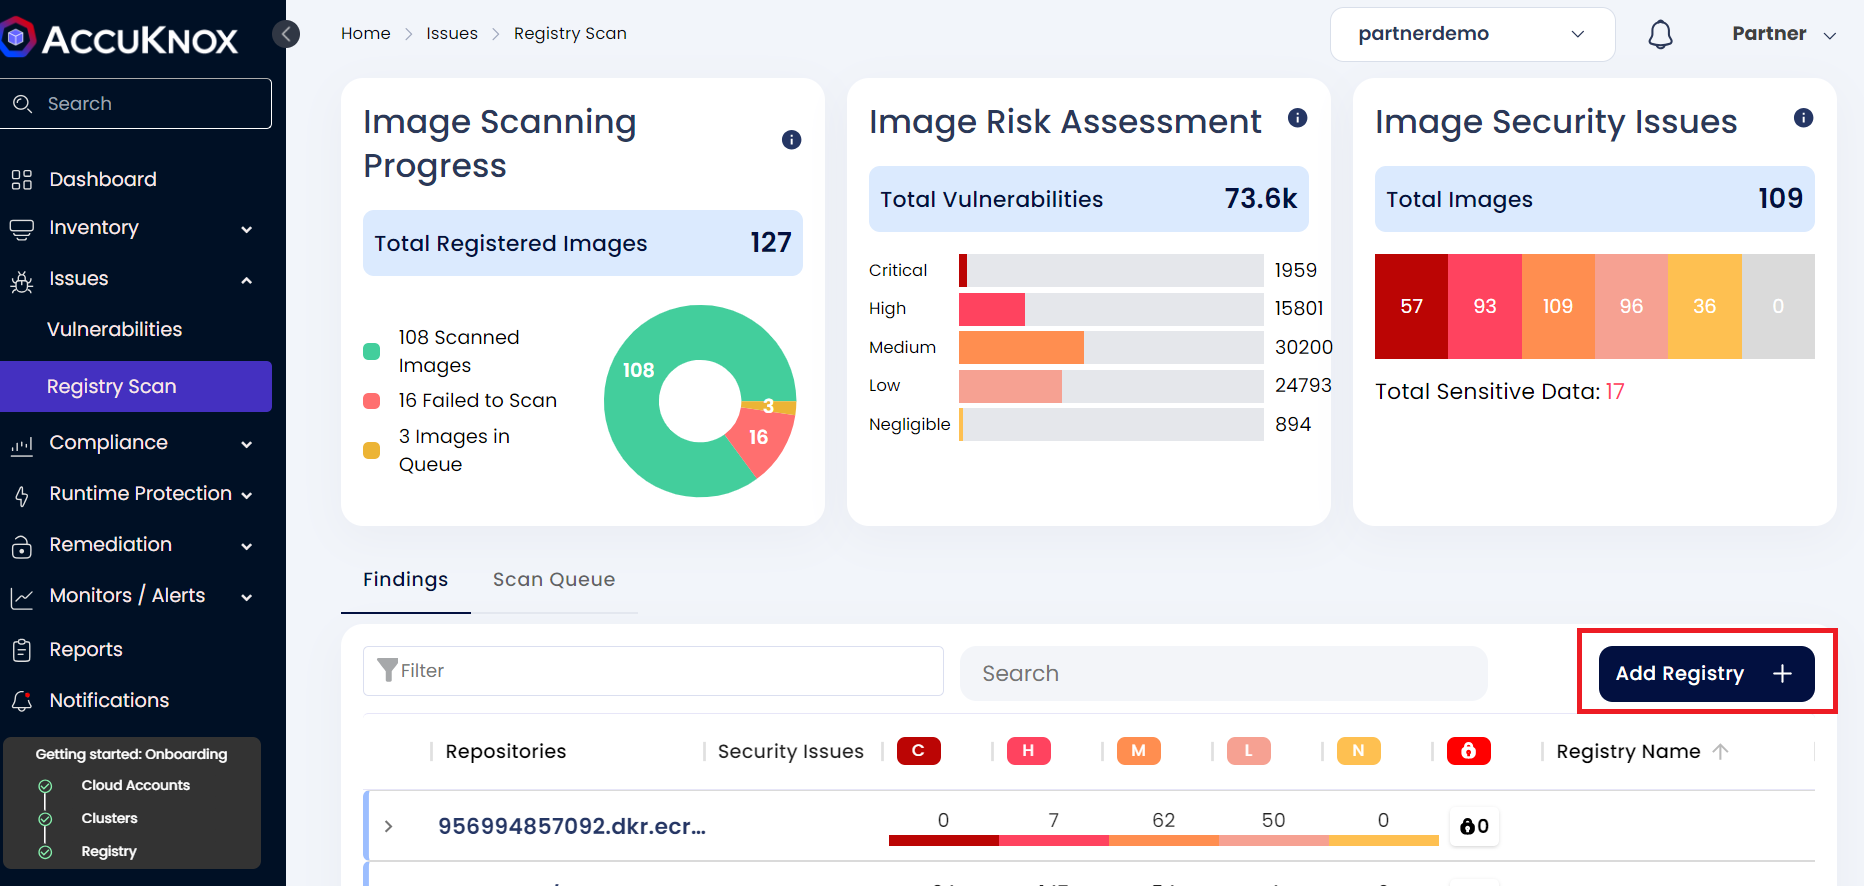 ACCUKNOX
Search
Dashboard
Inventory
Issues
Vulnerabilities
Registry Scan
Compliance
Runtime Protection
Remediation
Monitors / Alerts
Reports
Notifications
Getting started: Onboarding
Cloud Accounts
Clusters
Registry
Home > Issues > Registry Scan
partnerdemo
Partner
Image Scanning
Progress
Total Registered Images 127
108 Scanned
Images
16 Failed to Scan
3 Images in
Queue
108
3
16
Image Risk Assessment
Total Vulnerabilities 73.6k
Critical 1959
High 15801
Medium 30200
Low 24793
Negligible 894
Image Security Issues
Total Images 109
57 93 109 96 36 0
Total Sensitive Data: 17
Findings Scan Queue
Filter
Search
Add Registry +
Repositories Security Issues C H M L N Registry Name
956994857092.dkr.ecr... 0 7 62 50 0 0